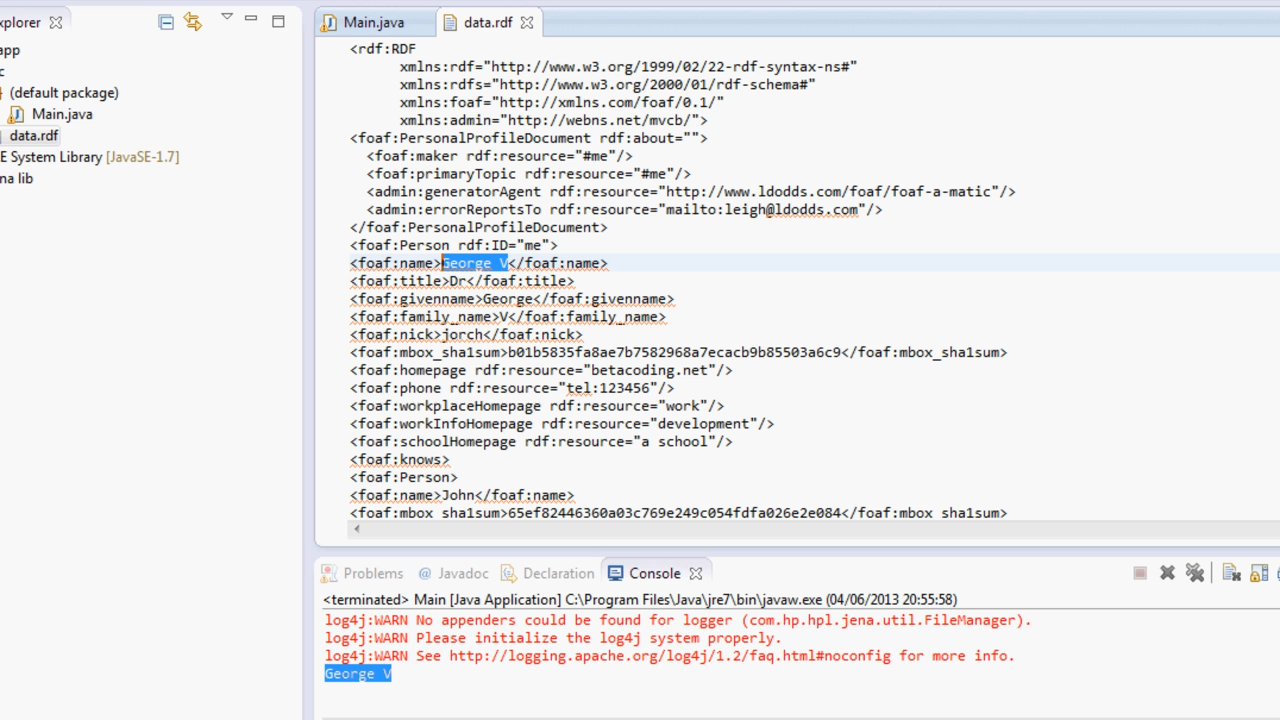 xplorer
app
c
(default package)
Main.java
data.rdf
E System Library [JavaSE-1.7]
na lib
Main.java
data.rdf
<rdf:RDF
xmlns:rdf="http://www.w3.org/1999/02/22-rdf-syntax-ns#"
xmlns:rdfs="http://www.w3.org/2000/01/rdf-schema#"
xmlns:foaf="http://xmlns.com/foaf/0.1/"
xmlns:admin="http://webns.net/mvcb/">
<foaf:PersonalProfileDocument rdf:about="">
<foaf:maker rdf:resource="#me"/>
<foaf:primaryTopic rdf:resource="#me"/>
<admin:generatorAgent rdf:resource="http://www.ldodds.com/foaf/foaf-a-matic"/>
<admin:errorReportsTo rdf:resource="mailto:leigh@ldodds.com"/>
</foaf:PersonalProfileDocument>
<foaf:Person rdf:ID="me">
<foaf:name>George V</foaf:name>
<foaf:title>Dr</foaf:title>
<foaf:givenname>George</foaf:givenname>
<foaf:family_name>V</foaf:family_name>
<foaf:nick>jorch</foaf:nick>
<foaf:mbox_sha1sum>b01b5835fa8ae7b7582968a7ecacb9b85503a6c9</foaf:mbox_sha1sum>
<foaf:homepage rdf:resource="betacoding.net"/>
<foaf:phone rdf:resource="tel:123456"/>
<foaf:workplaceHomepage rdf:resource="work"/>
<foaf:workInfoHomepage rdf:resource="development"/>
<foaf:schoolHomepage rdf:resource="a school"/>
<foaf:knows>
<foaf:Person>
<foaf:name>John</foaf:name>
<foaf:mbox_sha1sum>65ef82446360a03c769e249c054fdfa026e2e084</foaf:mbox_sha1sum>
Problems @ Javadoc Declaration Console
<terminated> Main [Java Application] C:\Program Files\Java\jre7\bin\javaw.exe (04/06/2013 20:55:58)
log4j:WARN No appenders could be found for logger (com.hp.hpl.jena.util.FileManager).
log4j:WARN Please initialize the log4j system properly.
log4j:WARN See http://logging.apache.org/log4j/1.2/faq.html#noconfig for more info.
George V